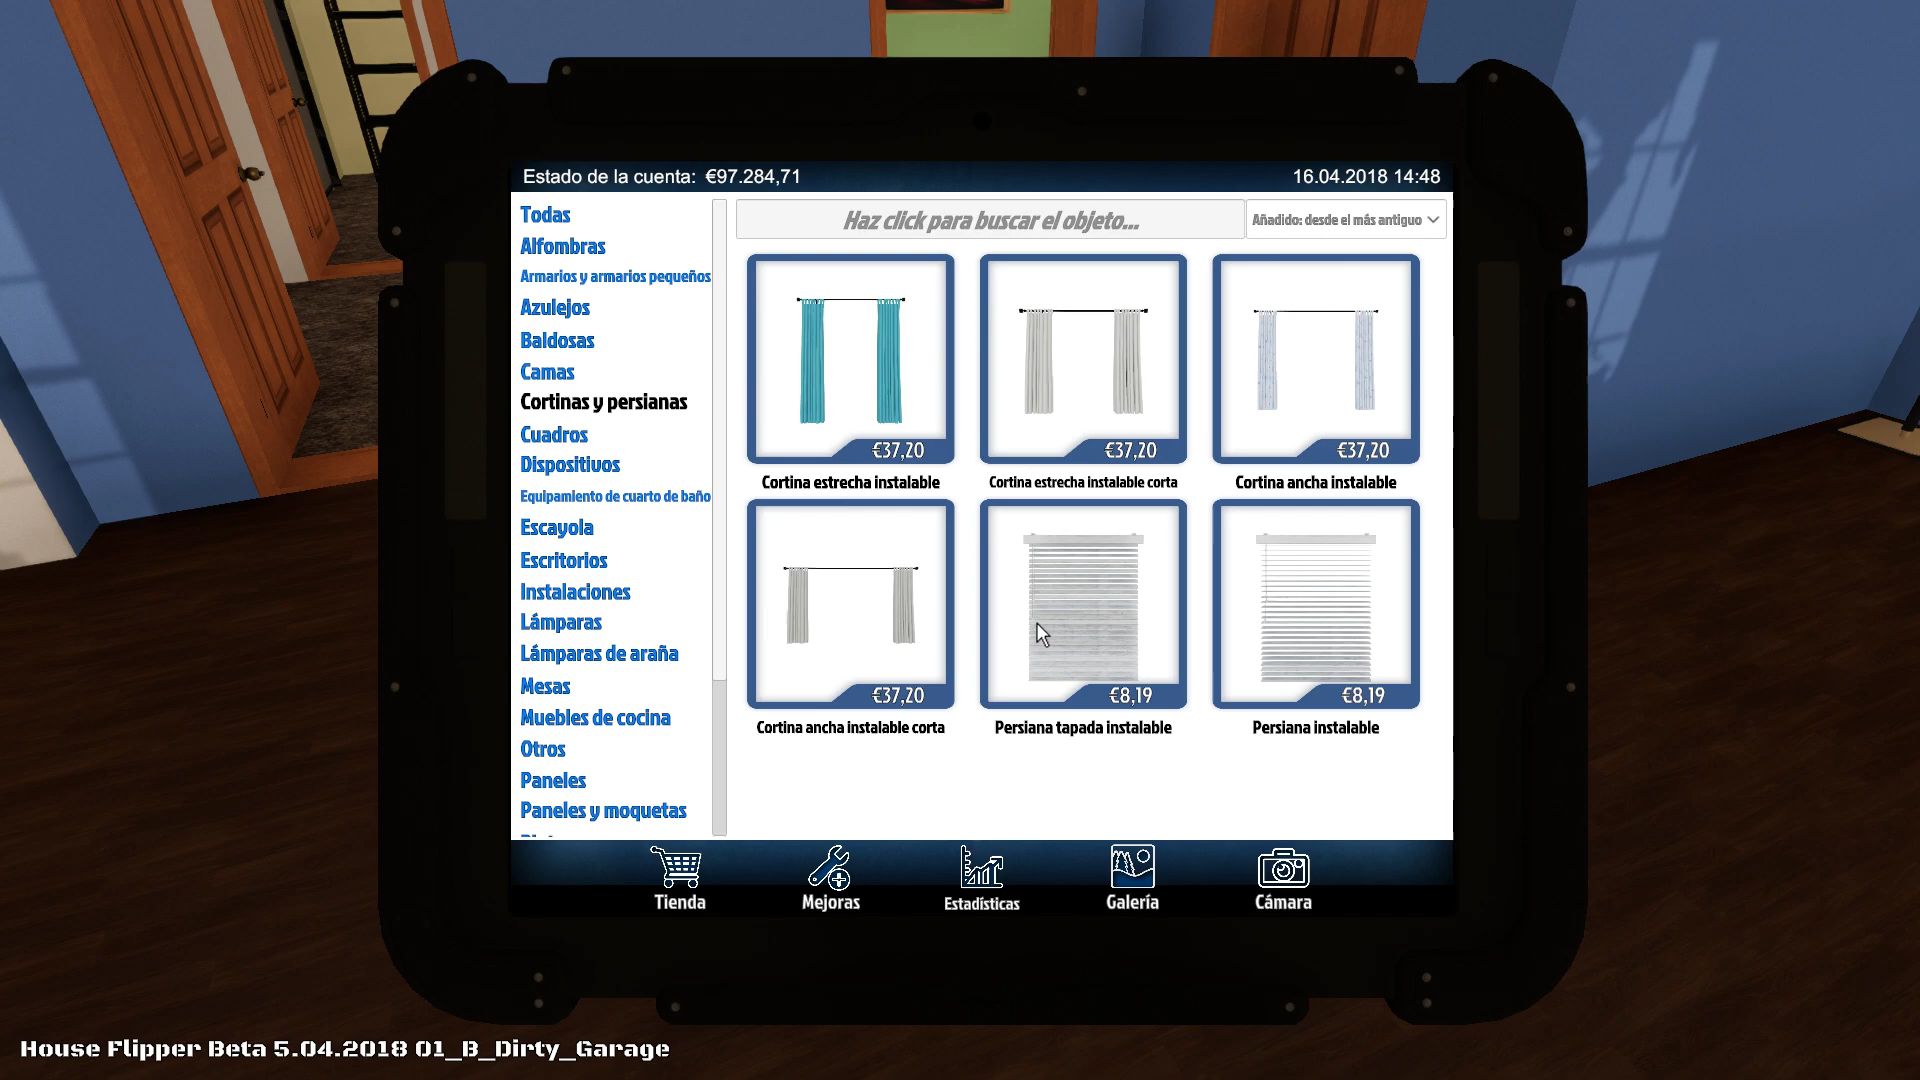 Estado de la cuenta: €97.284,71
16.04.2018 14:48
Todas
Alfombras
Armarios y armarios pequeños
Azulejos
Baldosas
Camas
Cortinas y persianas
Cuadros
Dispositivos
Equipamiento de cuarto de baño
Escayola
Escritorios
Instalaciones
Lámparas
Lámparas de araña
Mesas
Muebles de cocina
Otros
Paneles
Paneles y moquetas
Haz click para buscar el objeto...
Añadido: desde el más antiguo
€37,20
€37,20
€37,20
Cortina estrecha instalable
Cortina estrecha instalable corta
Cortina ancha instalable
€37,20
€8,19
€8,19
Cortina ancha instalable corta
Persiana tapada instalable
Persiana instalable
Tienda
Mejoras
Estadísticas
Galería
Cámara
House Flipper Beta 5.04.2018 01_B_Dirty_Garage